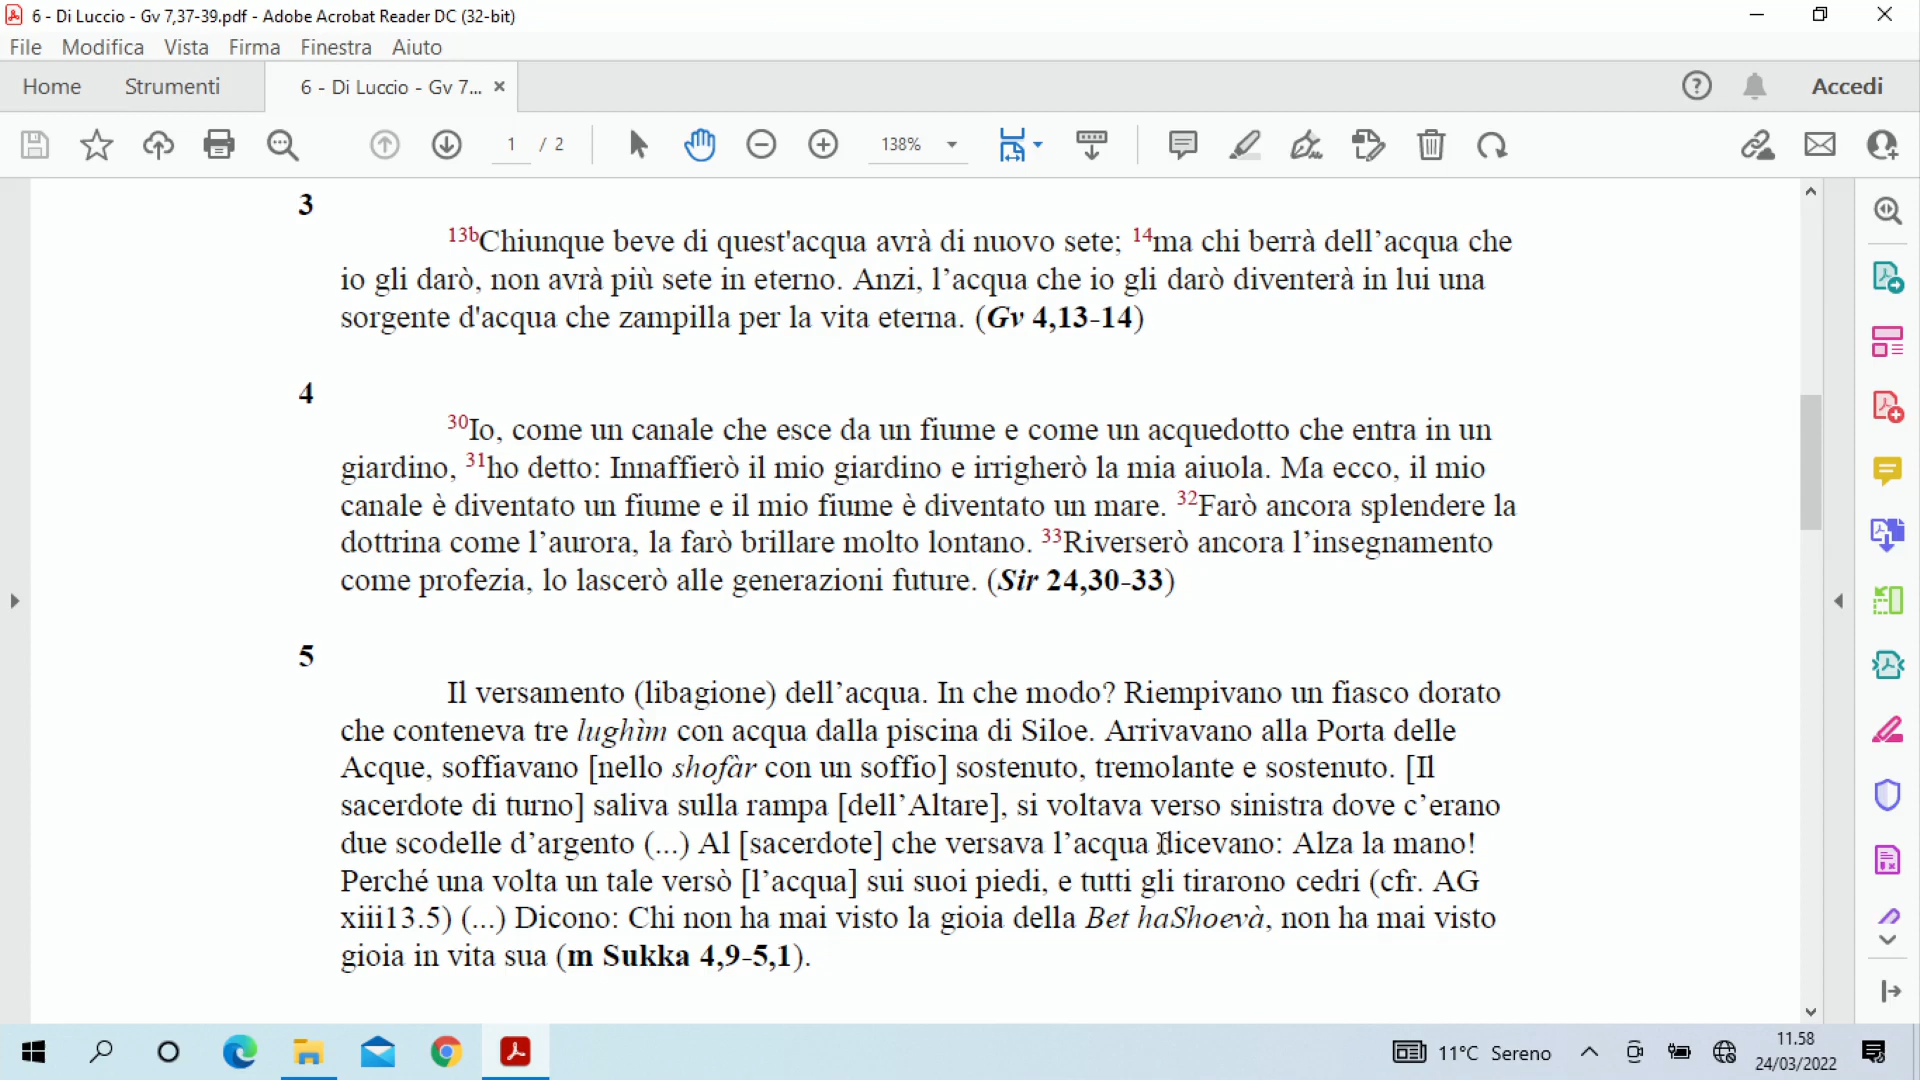 6 - Di Luccio - Gv 7,37-39.pdf - Adobe Acrobat Reader DC (32-bit)
File Modifica Vista Firma Finestra Aiuto
Home Strumenti 6 - Di Luccio - Gv 7... × Accedi
1 / 2 138%
3
13bChiunque beve di quest'acqua avrà di nuovo sete; 14ma chi berrà dell’acqua che
io gli darò, non avrà più sete in eterno. Anzi, l’acqua che io gli darò diventerà in lui una
sorgente d'acqua che zampilla per la vita eterna. (Gv 4,13-14)
4
30Io, come un canale che esce da un fiume e come un acquedotto che entra in un
giardino, 31ho detto: Innaffierò il mio giardino e irrigherò la mia aiuola. Ma ecco, il mio
canale è diventato un fiume e il mio fiume è diventato un mare. 32Farò ancora splendere la
dottrina come l’aurora, la farò brillare molto lontano. 33Riverserò ancora l’insegnamento
come profezia, lo lascerò alle generazioni future. (Sir 24,30-33)
5
Il versamento (libagione) dell’acqua. In che modo? Riempivano un fiasco dorato
che conteneva tre lughìm con acqua dalla piscina di Siloe. Arrivavano alla Porta delle
Acque, soffiavano [nello shofàr con un soffio] sostenuto, tremolante e sostenuto. [Il
sacerdote di turno] saliva sulla rampa [dell’Altare], si voltava verso sinistra dove c’erano
due scodelle d’argento (...) Al [sacerdote] che versava l’acqua dicevano: Alza la mano!
Perché una volta un tale versò [l’acqua] sui suoi piedi, e tutti gli tirarono cedri (cfr. AG
xiii13.5) (...) Dicono: Chi non ha mai visto la gioia della Bet haShoevà, non ha mai visto
gioia in vita sua (m Sukka 4,9-5,1).
11°C Sereno
11.58
24/03/2022